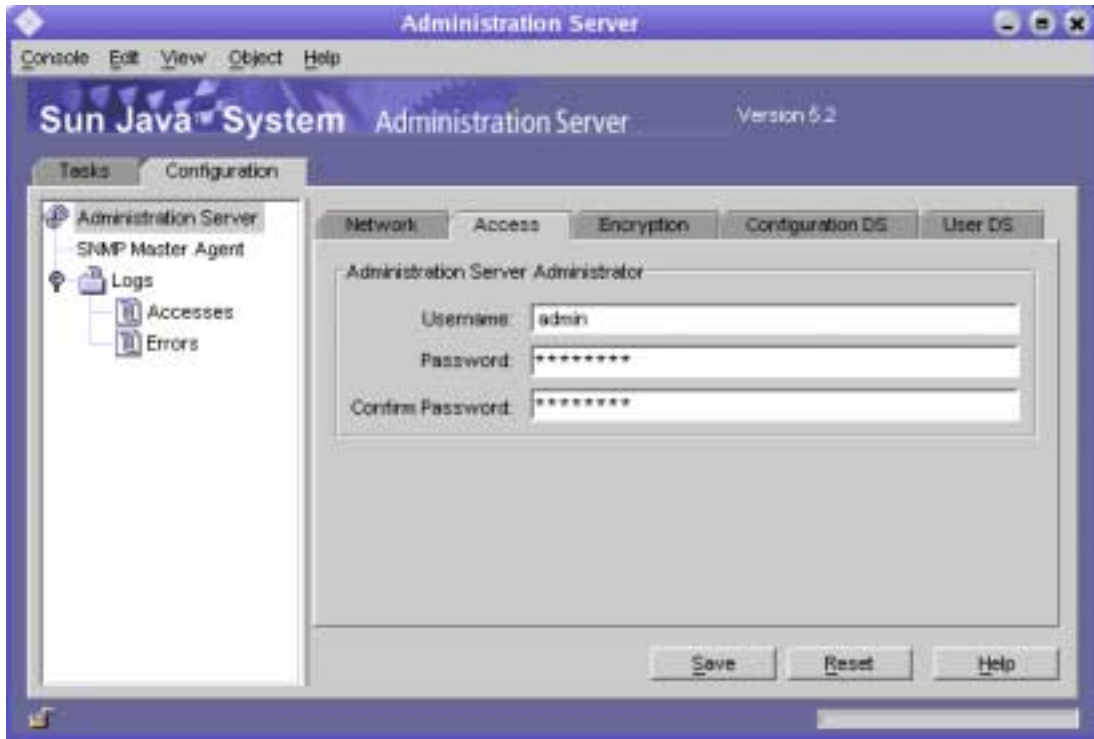 Administration Server
Console Edit View Object Help
Sun Java System Administration Server Version 5.2
Tasks Configuration
Administration Server
SNMP Master Agent
Logs
Accesses
Errors
Network Access Encryption Configuration DS User DS
Administration Server Administrator
Username: admin
Password: ********
Confirm Password: ********
Save Reset Help